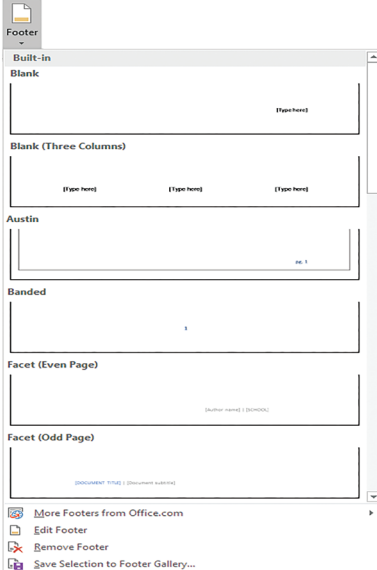 Footer
Built-in
Blank
[Type here]
Blank (Three Columns)
[Type here] [Type here] [Type here]
Austin
pg. 1
Banded
1
Facet (Even Page)
[Author name] | [SCHOOL]
Facet (Odd Page)
[DOCUMENT TITLE] | [Document subtitle]
More Footers from Office.com
Edit Footer
Remove Footer
Save Selection to Footer Gallery...